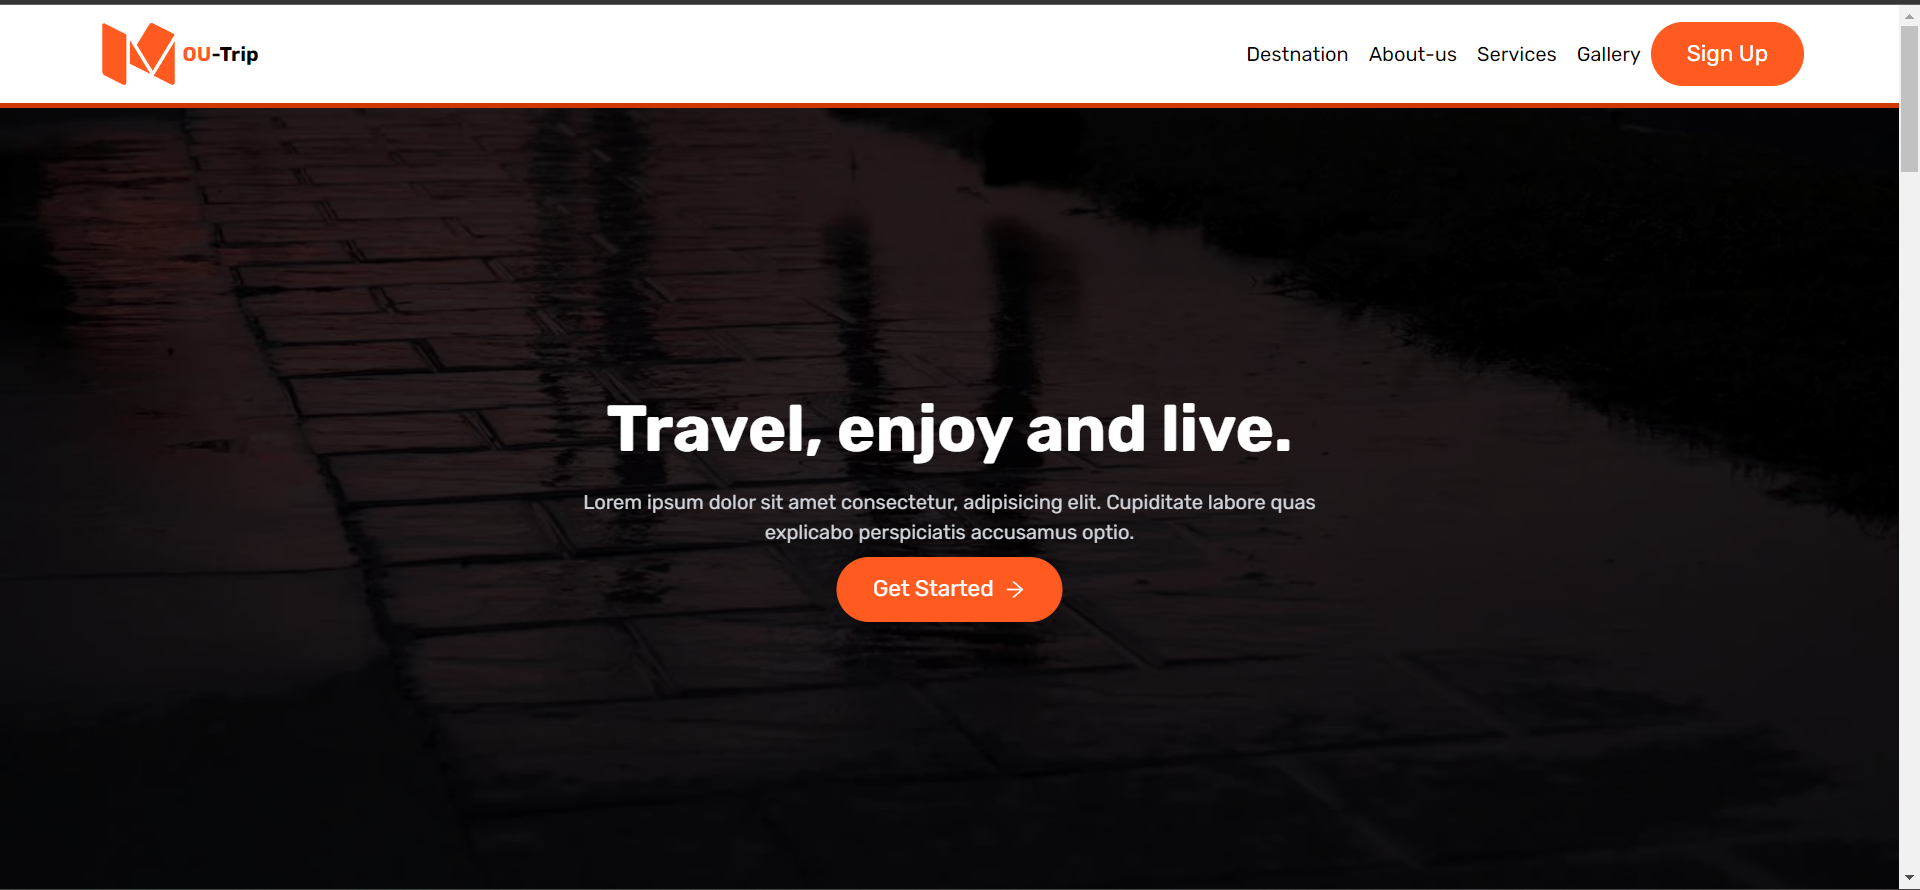 OU-Trip
Destnation About-us Services Gallery Sign Up
Travel, enjoy and live.
Lorem ipsum dolor sit amet consectetur, adipisicing elit. Cupiditate labore quas
explicabo perspiciatis accusamus optio.
Get Started →